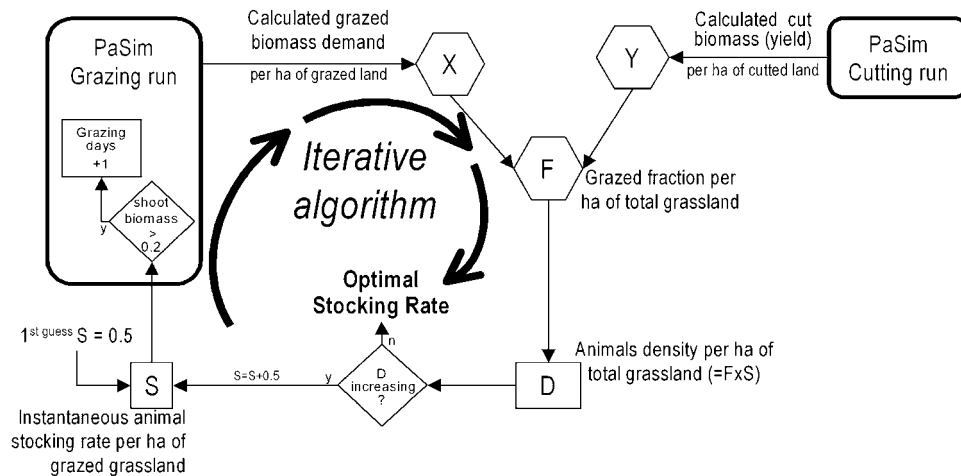 PaSim
Grazing run
Grazing
days
+1
shoot
biomass
>
0.2
y
Calculated grazed
biomass demand
per ha of grazed land
X
Y
Calculated cut
biomass (yield)
per ha of cutted land
PaSim
Cutting run
Iterative
algorithm
F
Grazed fraction per
ha of total grassland
Optimal
Stocking Rate
n
1st guess S = 0.5
S
S=S+0.5
y
D
increasing
?
D
Animals density per ha of
total grassland (=FxS)
Instantaneous animal
stocking rate per ha of
grazed grassland